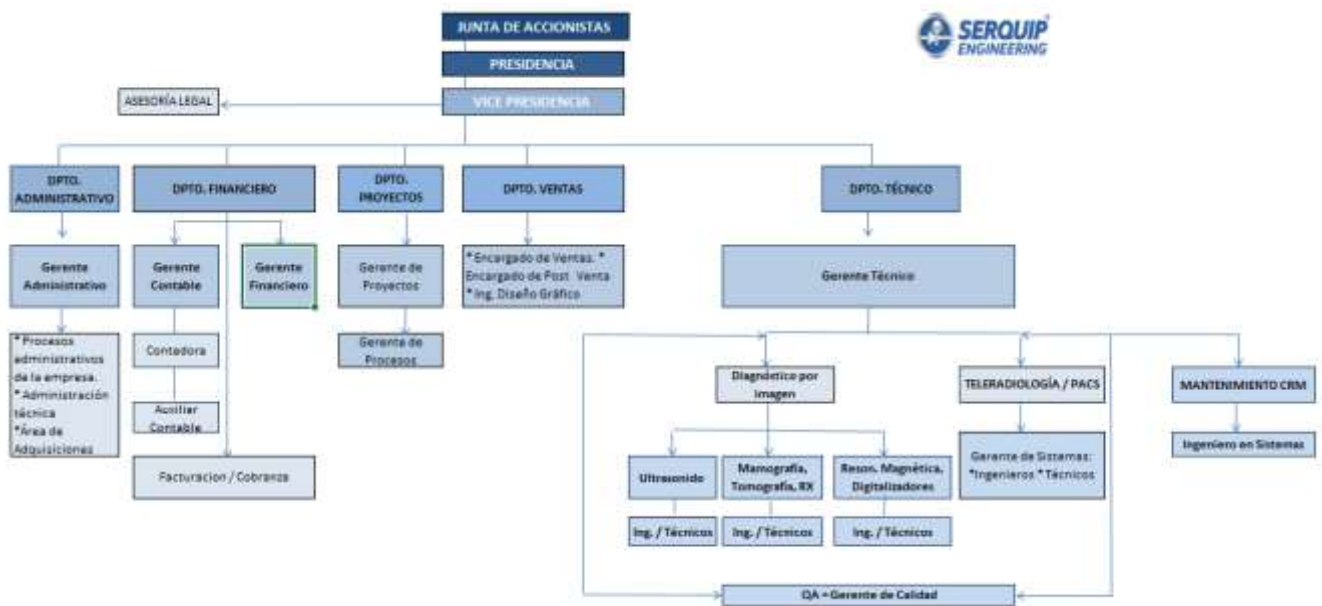 JUNTA DE ACCIONISTAS
SERQUIP
ENGINEERING
PRESIDENCIA
ASESORÍA LEGAL
VICE PRESIDENCIA
DPTO.
ADMINISTRATIVO
DPTO. FINANCIERO
DPTO.
PROYECTOS
DPTO. VENTAS
DPTO. TÉCNICO
Gerente
Administrativo
Gerente
Contable
Gerente
Financiero
Gerente de
Proyectos
* Encargado de Ventas. *
Encargado de Post Venta
* Ing. Diseño Gráfico
Gerente Técnico
* Procesos
administrativos
de la empresa.
* Administración
técnica
*Área de
Adquisiciones
Contadora
Gerente de
Procesos
Auxiliar
Contable
Facturacion / Cobranza
Diagnóstico por
imagen
TELERADIOLOGÍA / PACS
MANTENIMIENTO CRM
Ultrasonido
Mamografía,
Tomografía, RX
Reson. Magnética,
Digitalizadores
Gerente de Sistemas:
*Ingenieros * Técnicos
Ingeniero en Sistemas
Ing. / Técnicos
Ing. / Técnicos
Ing. / Técnicos
QA = Gerente de Calidad